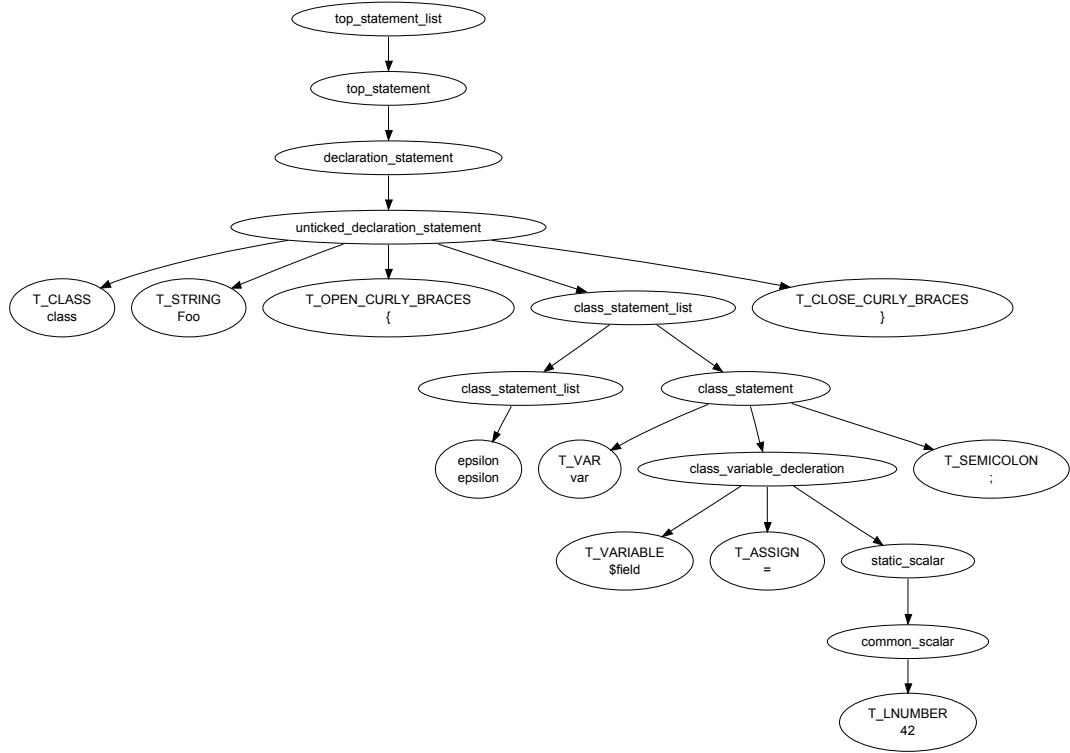 top_statement_list
top_statement
declaration_statement
unticked_declaration_statement
T_CLASS
class
T_STRING
Foo
T_OPEN_CURLY_BRACES
{
class_statement_list
T_CLOSE_CURLY_BRACES
}
class_statement_list
class_statement
epsilon
epsilon
T_VAR
var
class_variable_decleration
T_SEMICOLON
;
T_VARIABLE
$field
T_ASSIGN
=
static_scalar
common_scalar
T_LNUMBER
42